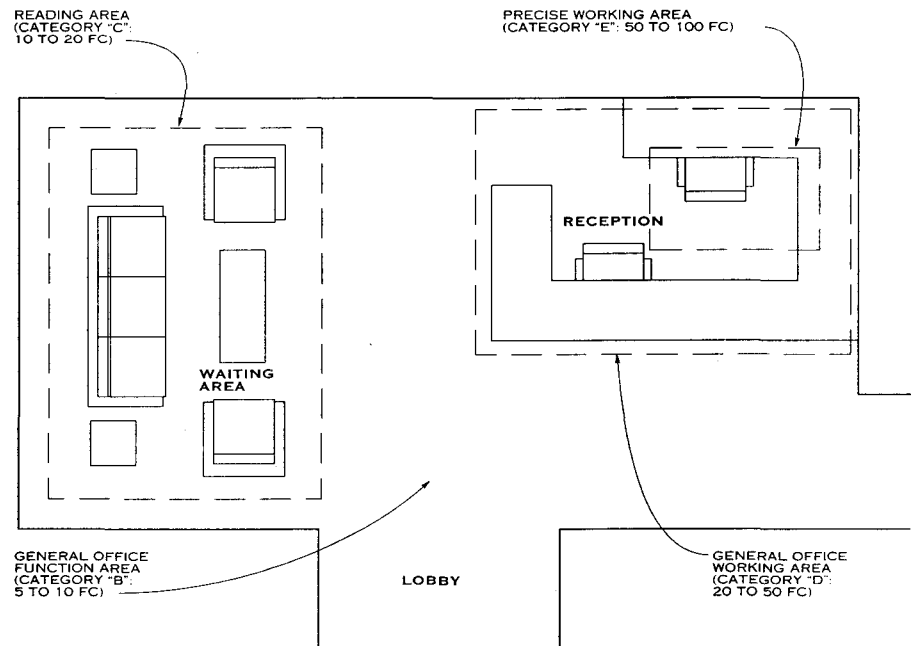 READING AREA
(CATEGORY "C":
10 TO 20 FC)
PRECISE WORKING AREA
(CATEGORY "E": 50 TO 100 FC)
RECEPTION
WAITING
AREA
GENERAL OFFICE
FUNCTION AREA
(CATEGORY "B":
5 TO 10 FC)
LOBBY
GENERAL OFFICE
WORKING AREA
(CATEGORY "D":
20 TO 50 FC)